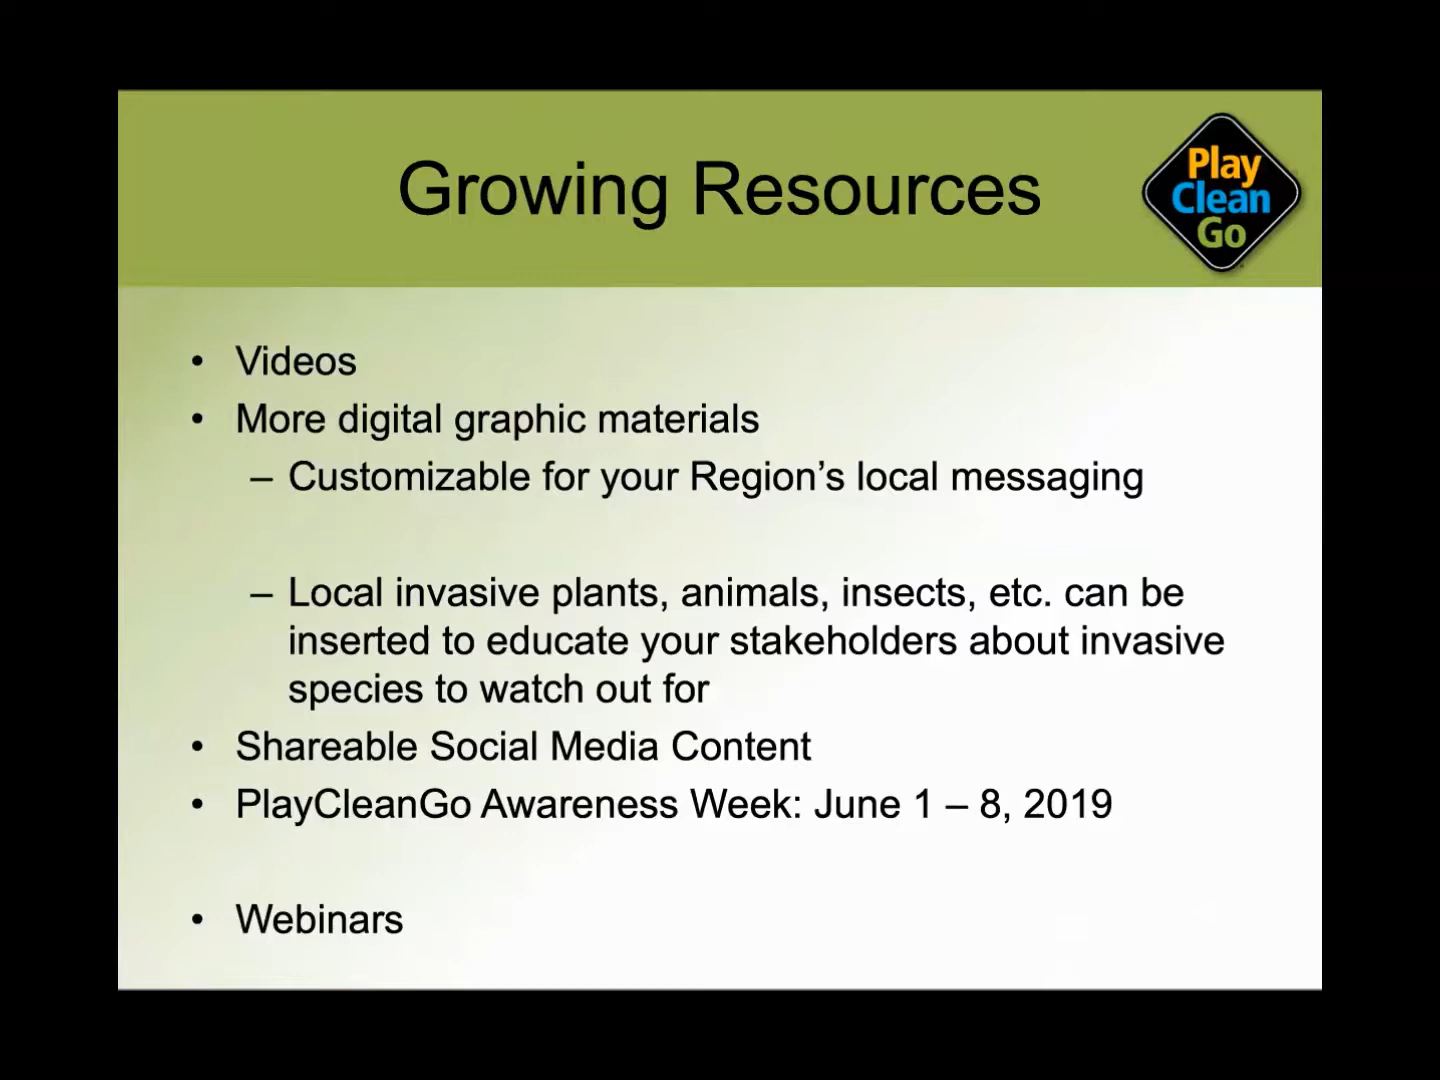 Growing Resources
Play
Clean
Go
• Videos
• More digital graphic materials
– Customizable for your Region’s local messaging
– Local invasive plants, animals, insects, etc. can be
inserted to educate your stakeholders about invasive
species to watch out for
• Shareable Social Media Content
• PlayCleanGo Awareness Week: June 1 – 8, 2019
• Webinars